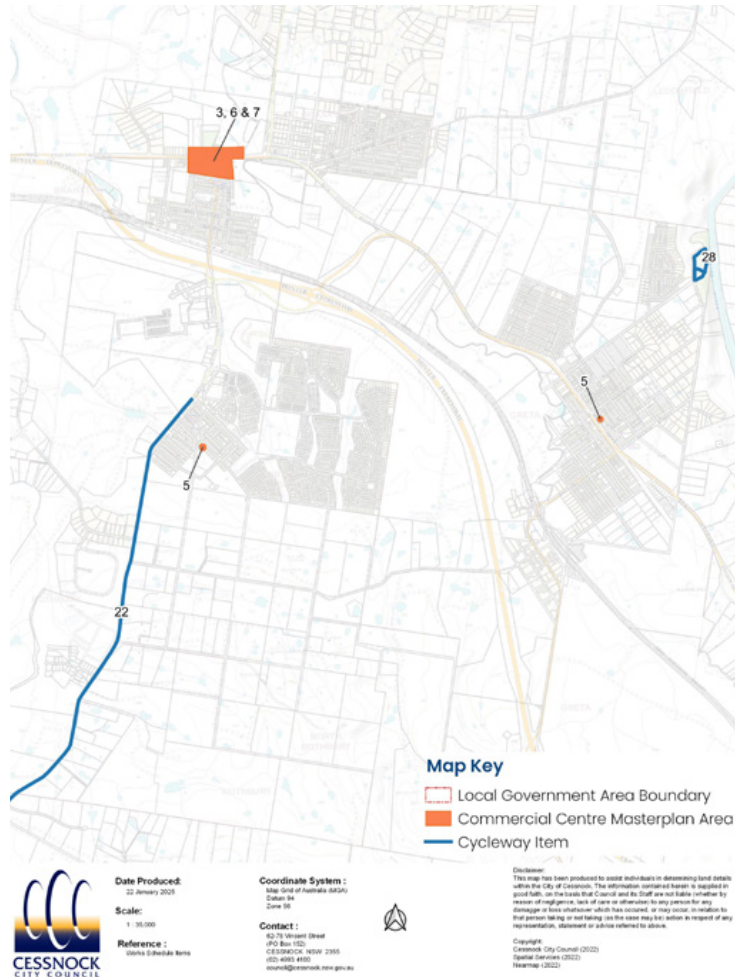 3, 6 & 7
28
5
5
22
GRETA
Map Key
Local Government Area Boundary
Commercial Centre Masterplan Area
Cycleway Item
CESSNOCK
CITY COUNCIL
Date Produced:
22 January 2025
Scale:
1 : 35,000
Reference :
Works Schedule Items
Coordinate System :
Map Grid of Australia (MGA)
Datum 94
Zone 56
Contact :
62-78 Vincent Street
(PO Box 152)
CESSNOCK NSW 2355
(02) 4993 4100
council@cessnock.nsw.gov.au
Disclaimer:
This map has been produced to assist individuals in determining land details
within the City of Cessnock. The information contained herein is supplied in
good faith, on the basis that Council and its Staff are not liable (whether by
reason of negligence, lack of care or otherwise) to any person for any
damage or loss whatsoever which has occurred, or may occur, in relation to
that person taking or not taking (as the case may be) action in respect of any
representation, statement or advice referred to above.
Copyright:
Cessnock City Council (2022)
Spatial Services (2022)
Nearmap (2022)